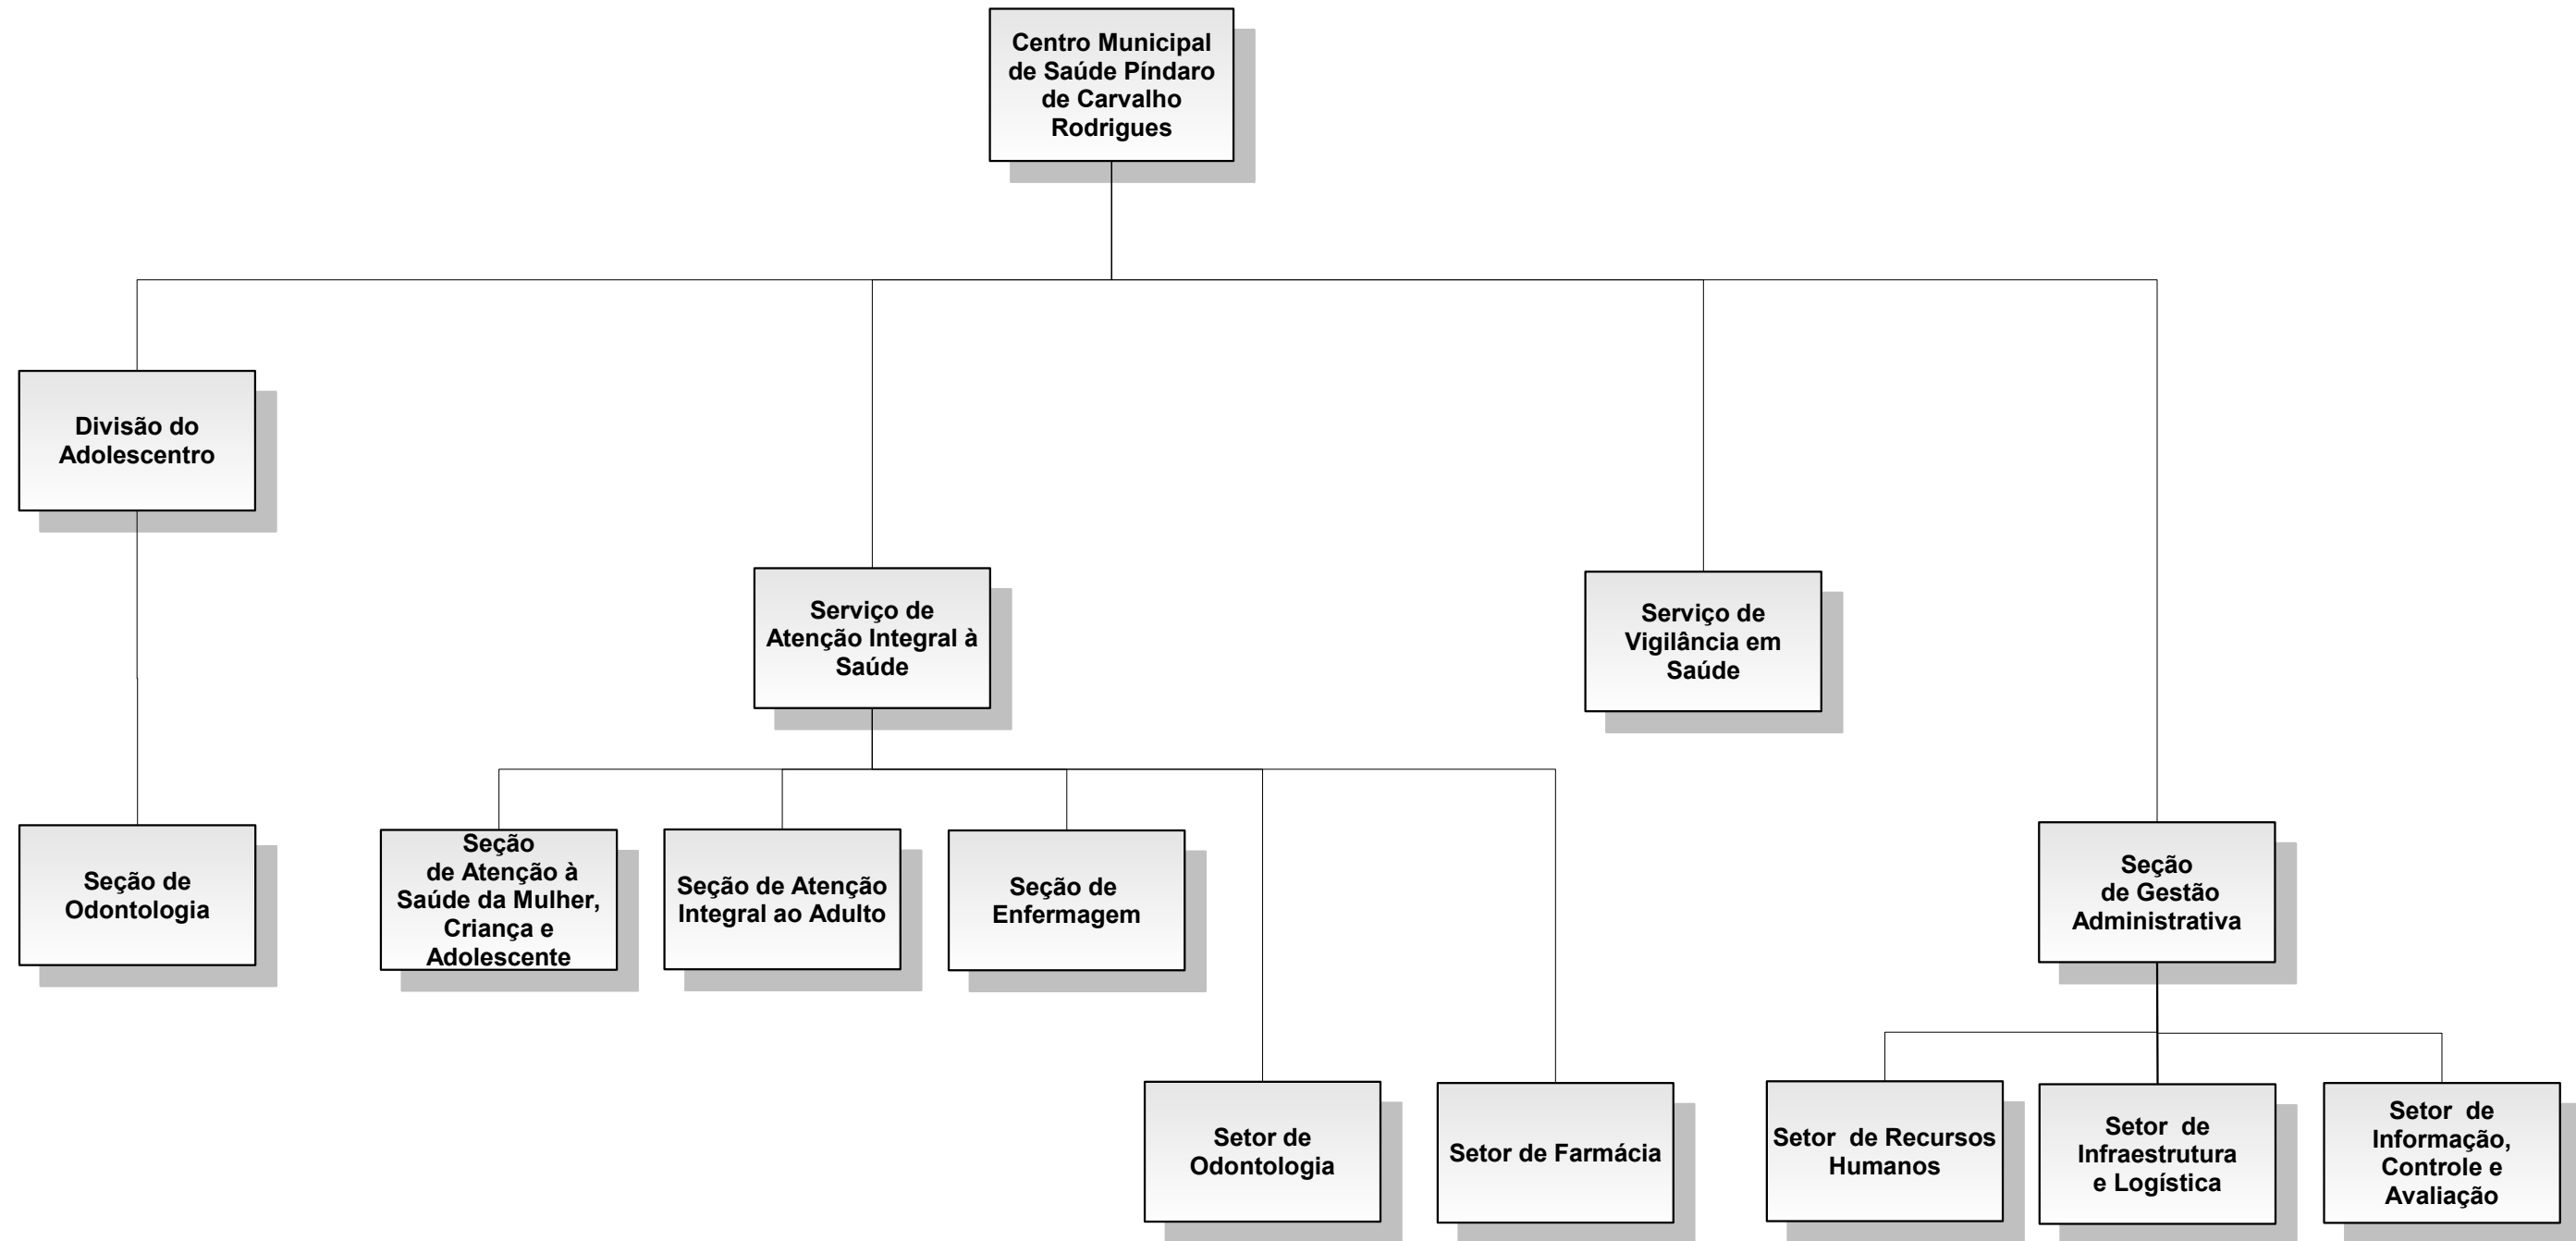 Centro Municipal
de Saúde Píndaro
de Carvalho
Rodrigues
Divisão do
Adolescentro
Serviço de
Atenção Integral à
Saúde
Serviço de
Vigilância em
Saúde
Seção de
Odontologia
Seção
de Atenção à
Saúde da Mulher,
Criança e
Adolescente
Seção de Atenção
Integral ao Adulto
Seção de
Enfermagem
Seção
de Gestão
Administrativa
Setor de
Odontologia
Setor de Farmácia
Setor  de Recursos
Humanos
Setor  de
Infraestrutura
e Logística
Setor  de
Informação,
Controle e
Avaliação